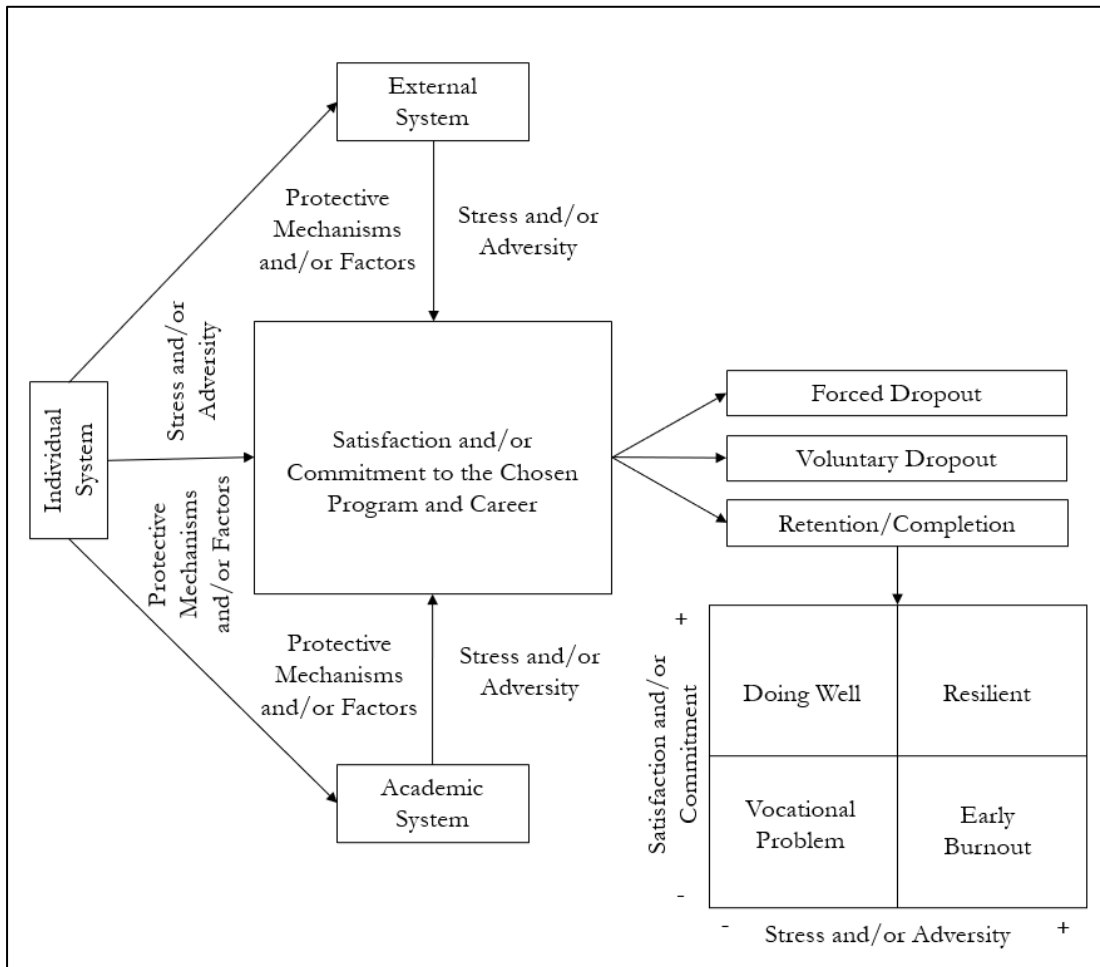 External
System
Protective
Mechanisms
and/or Factors
Stress and/or
Adversity
Stress and/or
Adversity
Individual
System
Protective
Mechanisms
and/or Factors
Satisfaction and/or
Commitment to the Chosen
Program and Career
Forced Dropout
Voluntary Dropout
Retention/Completion
Protective
Mechanisms
and/or Factors
Stress and/or
Adversity
Academic
System
Satisfaction and/or
Commitment
+
-
Doing Well
Resilient
Vocational
Problem
Early
Burnout
-
Stress and/or Adversity
+